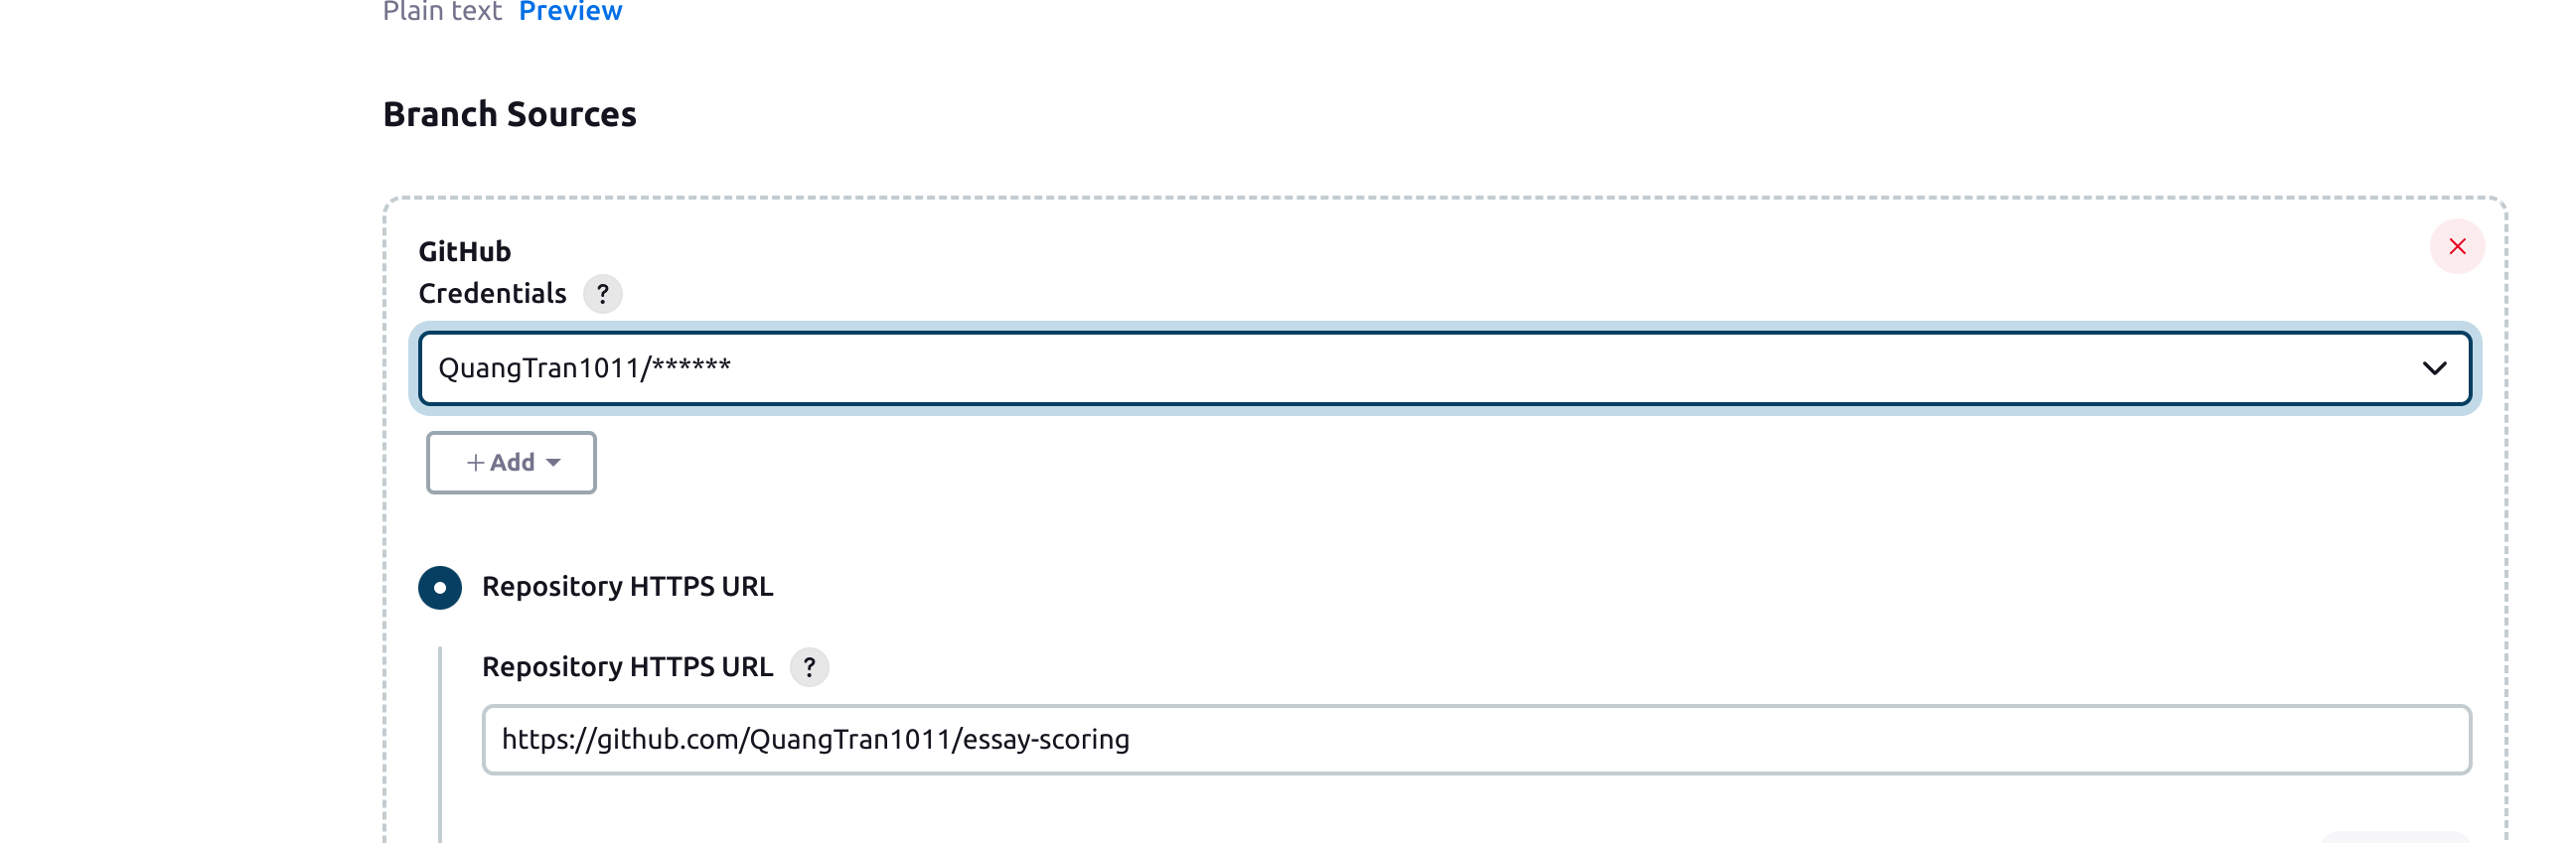 Plain text Preview
Branch Sources
GitHub
Credentials ?
QuangTran1011/******
+ Add
Repository HTTPS URL
Repository HTTPS URL ?
https://github.com/QuangTran1011/essay-scoring